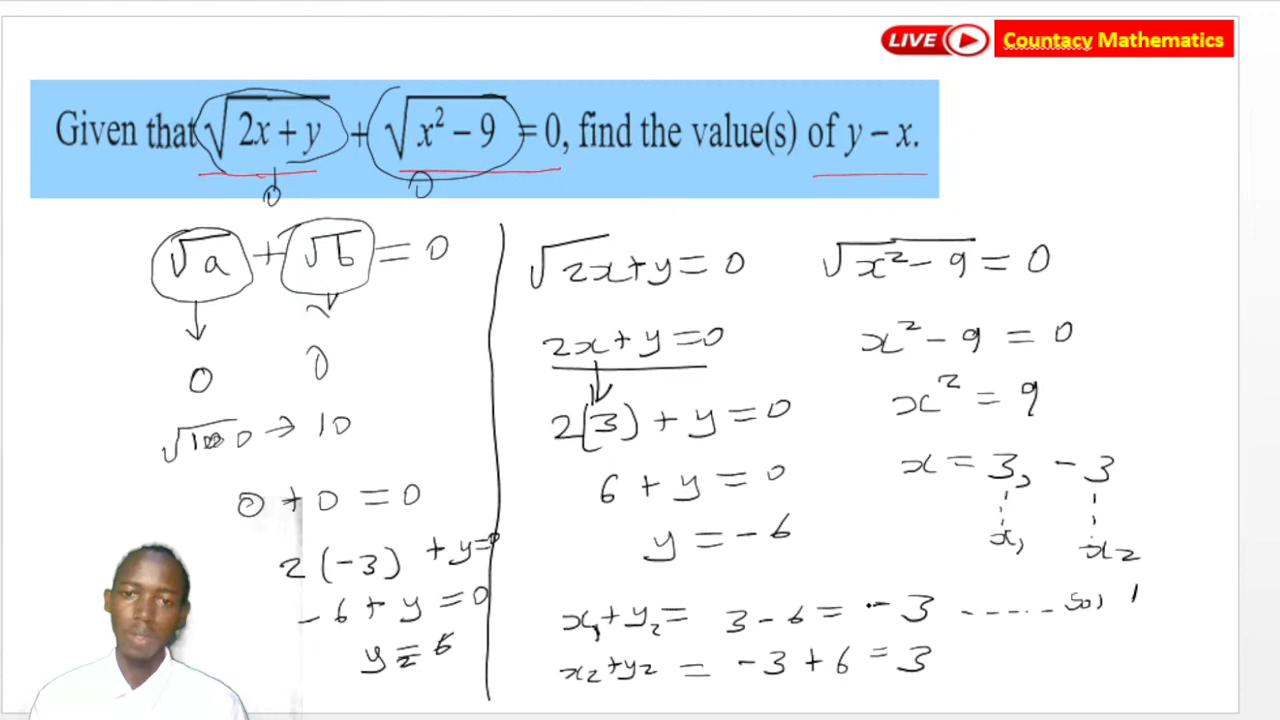 LIVE Countacy Mathematics
Given that √(2x + y) + √(x² − 9) = 0, find the value(s) of y − x.
0 0
√a + √b = 0
0 0
→ 10
0 + 0 = 0
2(-3) + y = 0
-6 + y = 0
y = 6
√2x+y = 0
2x + y = 0
2(3) + y = 0
6 + y = 0
y = -6
√x² - 9 = 0
x² - 9 = 0
x² = 9
x = 3, -3
x₁ x₂
x₁ + y₂ = 3 - 6 = -3 ------
x₂ + y₂ = -3 + 6 = 3